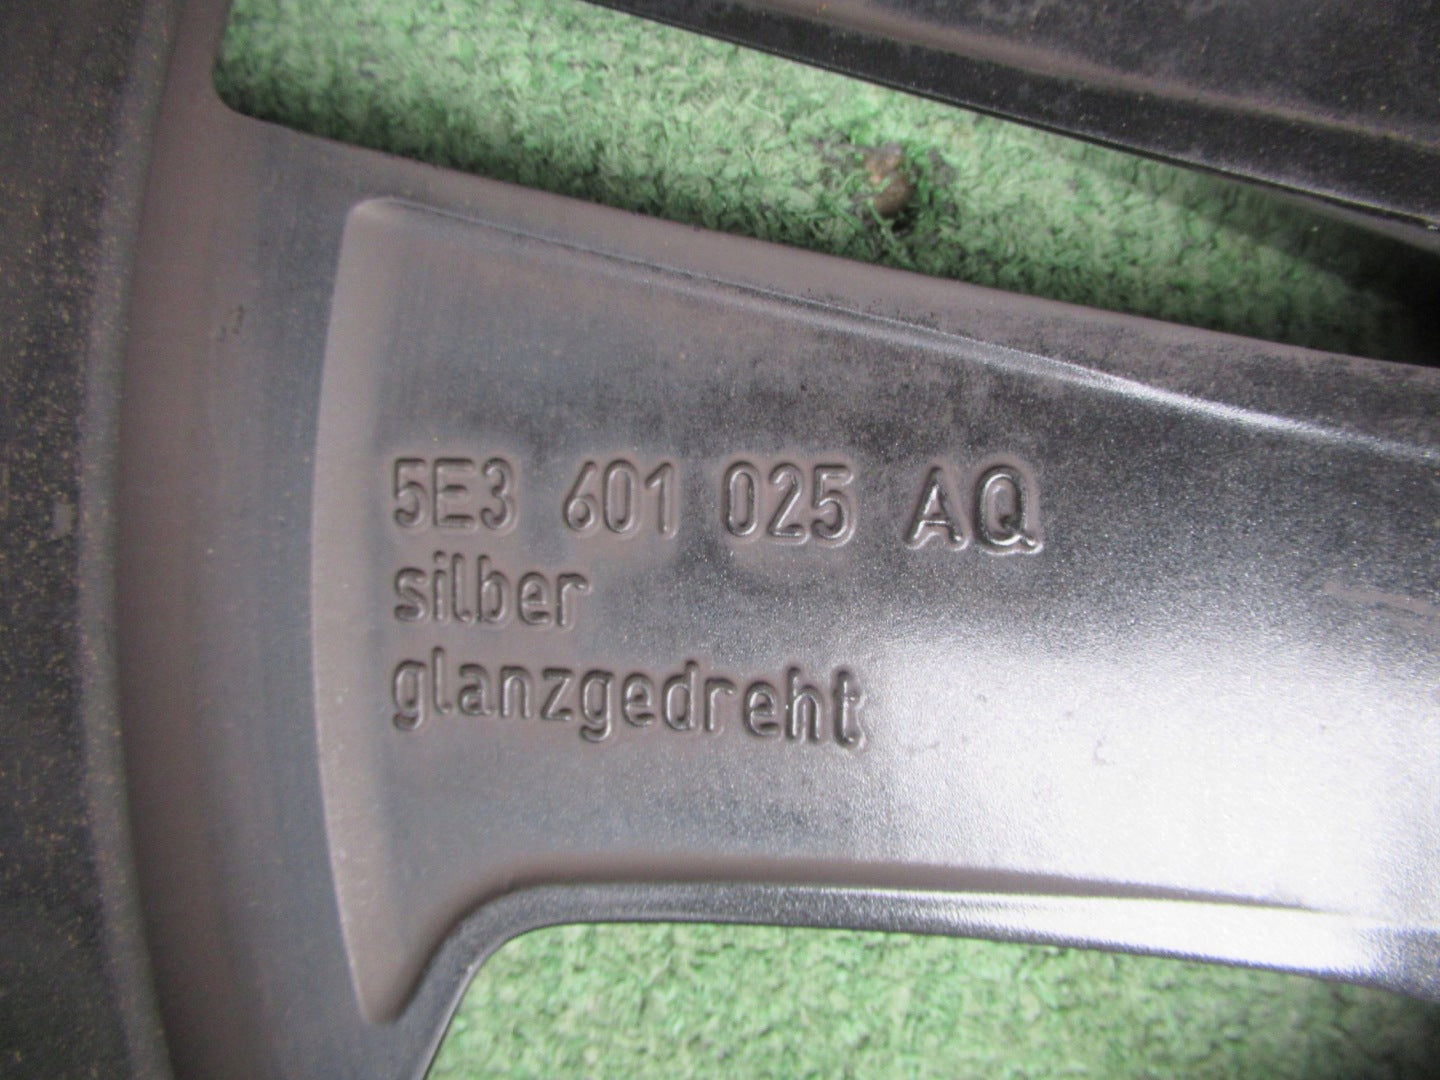 5E3 601 025 AQ
silber
glanzgedreht